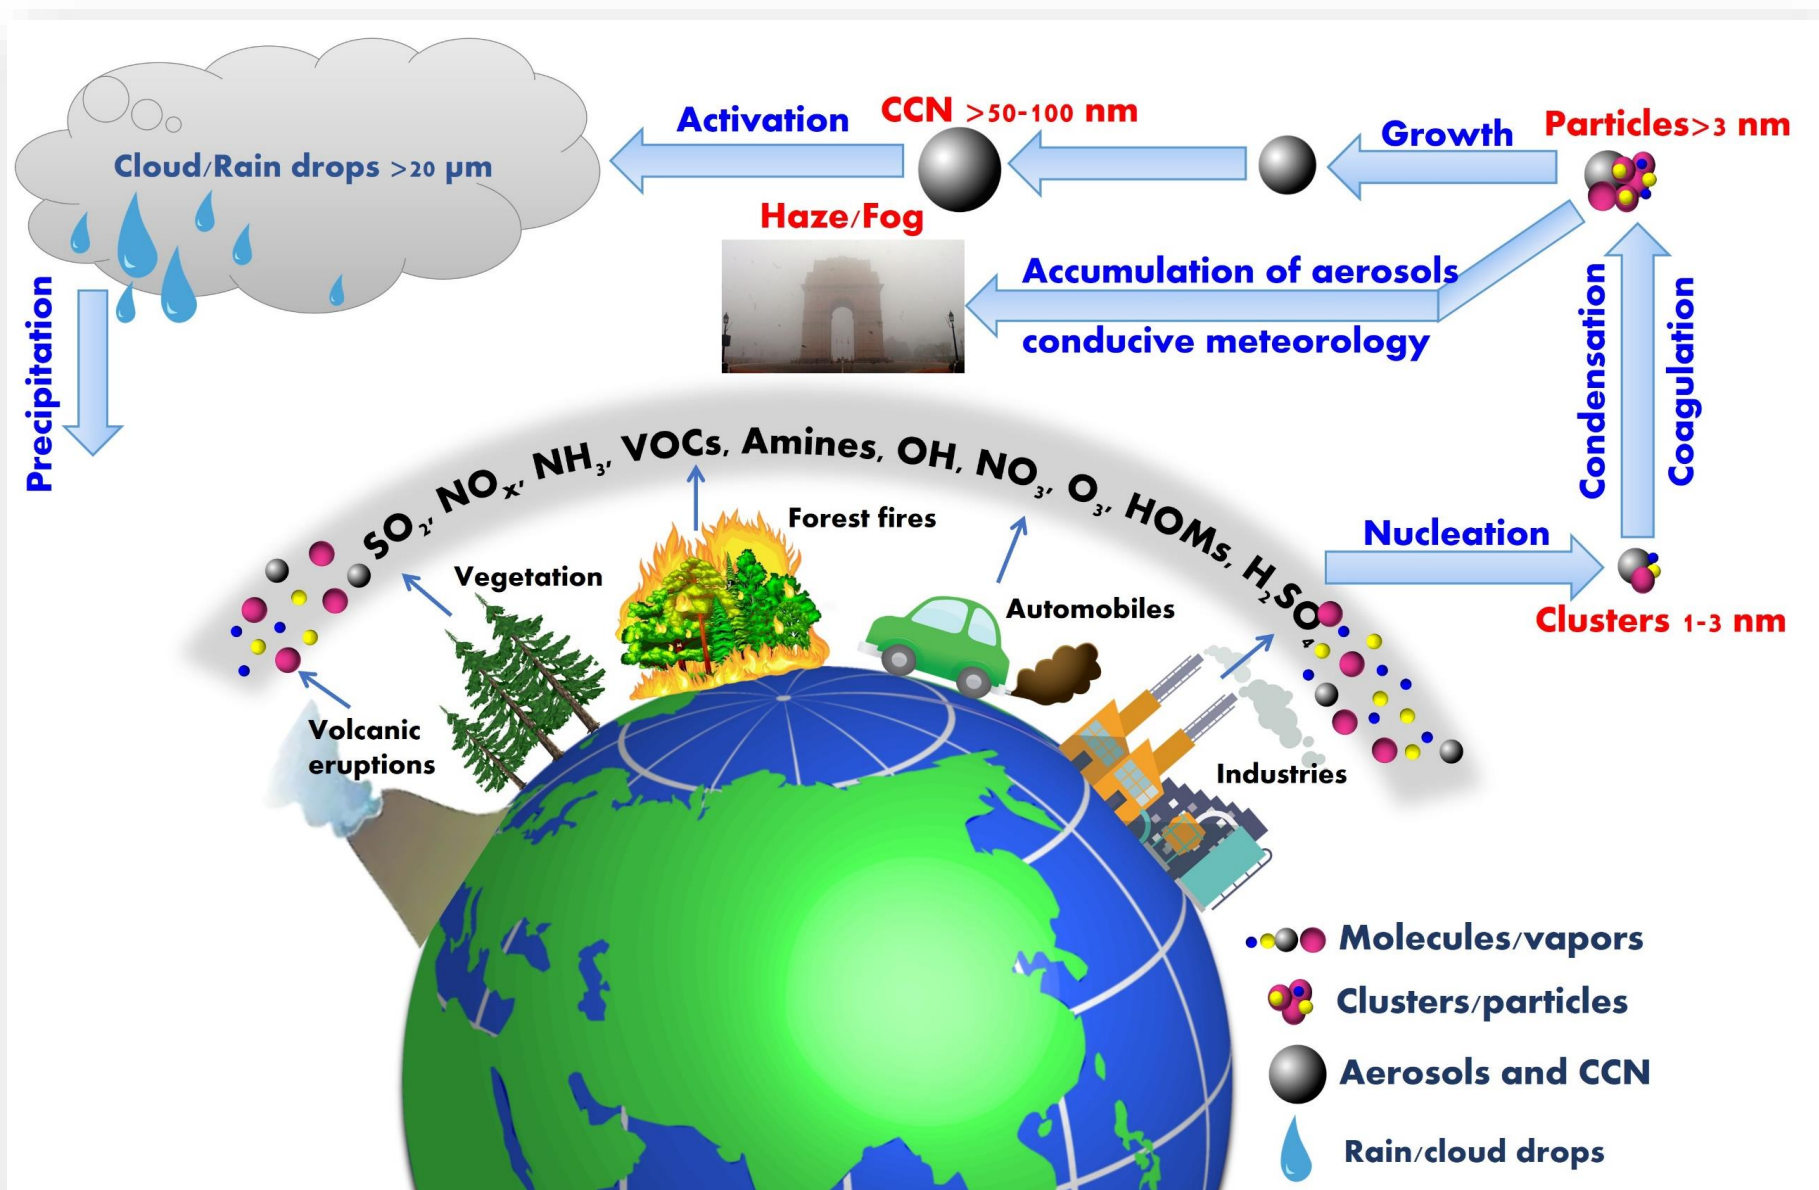 Activation
CCN >50-100 nm
Growth
Particles>3 nm
Cloud/Rain drops >20 µm
Haze/Fog
Accumulation of aerosols
conducive meteorology
Condensation
Coagulation
Precipitation
SO₂, NOₓ, NH₃, VOCs, Amines, OH, NO₃, O₃, HOMs, H₂SO₄
Nucleation
Clusters 1-3 nm
Forest fires
Vegetation
Automobiles
Volcanic
eruptions
Industries
Molecules/vapors
Clusters/particles
Aerosols and CCN
Rain/cloud drops